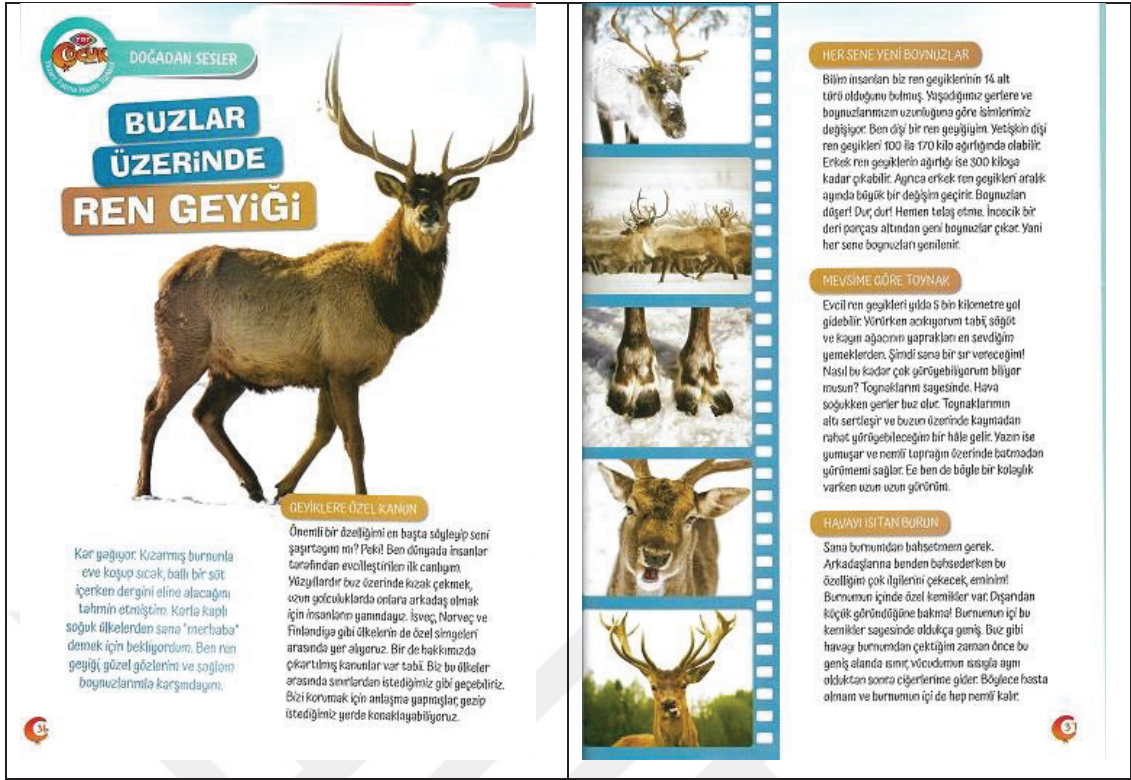 TRT
ÇOCUK
DOĞADAN SESLER
BUZLAR
ÜZERİNDE
REN GEYİĞİ
Kar yağıyor. Kızarmış burnunla
eve koşup sıcak, ballı bir süt
içerken dergini eline alacağını
tahmin etmiştim. Karla kaplı
soğuk ülkelerden sana "merhaba"
demek için bekliyordum. Ben ren
geyiği, güzel gözlerim ve sağlam
boynuzlarımla karşındayım.
GEYİKLERE ÖZEL KANUN
Önemli bir özelliğimi en başta söyleyip seni
şaşırtayım mı? Peki! Ben dünyada insanlar
tarafından evcilleştirilen ilk canlıyım.
Yüzyıllardır buz üzerinde kızak çekmek,
uzun yolculuklarda onlara arkadaş olmak
için insanların yanındayız. İsveç, Norveç ve
Finlandiya gibi ülkelerin de özel simgeleri
arasında yer alıyoruz. Bir de hakkımızda
çıkartılmış kanunlar var tabii. Biz bu ülkeler
arasında sınırlardan istediğimiz gibi geçebiliriz.
Bizi korumak için anlaşma yapmışlar, gezip
istediğimiz yerde konaklayabiliyoruz.
36
HER SENE YENİ BOYNUZLAR
Bilim insanları biz ren geyiklerinin 14 alt
türü olduğunu bulmuş. Yaşadığımız yerlere ve
boynuzlarımızın uzunluğuna göre isimlerimiz
değişiyor. Ben dişi bir ren geyiğiyim. Yetişkin dişi
ren geyikleri 100 ila 170 kilo ağırlığında olabilir.
Erkek ren geyiklerin ağırlığı ise 300 kiloya
kadar çıkabilir. Ayrıca erkek ren geyikleri aralık
ayında büyük bir değişim geçirir. Boynuzları
düşer! Dur, dur! Hemen telaş etme. İncecik bir
deri parçası altından yeni boynuzlar çıkar. Yani
her sene boynuzları yenilenir.
MEVSİME GÖRE TOYNAK
Evcil ren geyikleri yılda 5 bin kilometre yol
gidebilir. Yürürken acıkıyorum tabii, söğüt
ve kayın ağacının yaprakları en sevdiğim
yemeklerden. Şimdi sana bir sır vereceğim!
Nasıl bu kadar çok yürüyebiliyorum biliyor
musun? Toynaklarım sayesinde. Hava
soğukken yerler buz olur. Toynaklarımın
altı sertleşir ve buzun üzerinde kaymadan
rahat yürüyebileceğim bir hâle gelir. Yazın ise
yumuşar ve nemli toprağın üzerinde batmadan
yürümemi sağlar. Ee ben de böyle bir kolaylık
varken uzun uzun yürürüm.
HAVAYI ISITAN BURUN
Sana burnumdan bahsetmem gerek.
Arkadaşlarına benden bahsederken bu
özelliğim çok ilgilerini çekecek, eminim!
Burnumun içinde özel kemikler var. Dışarıdan
küçük göründüğüne bakma! Burnumun içi bu
kemikler sayesinde oldukça geniş. Buz gibi
havayı burnumdan çektiğim zaman önce bu
geniş alanda ısınır, vücudumun ısısıyla aynı
olduktan sonra ciğerlerime gider. Böylece hasta
olmam ve burnumun içi de hep nemli kalır.
37